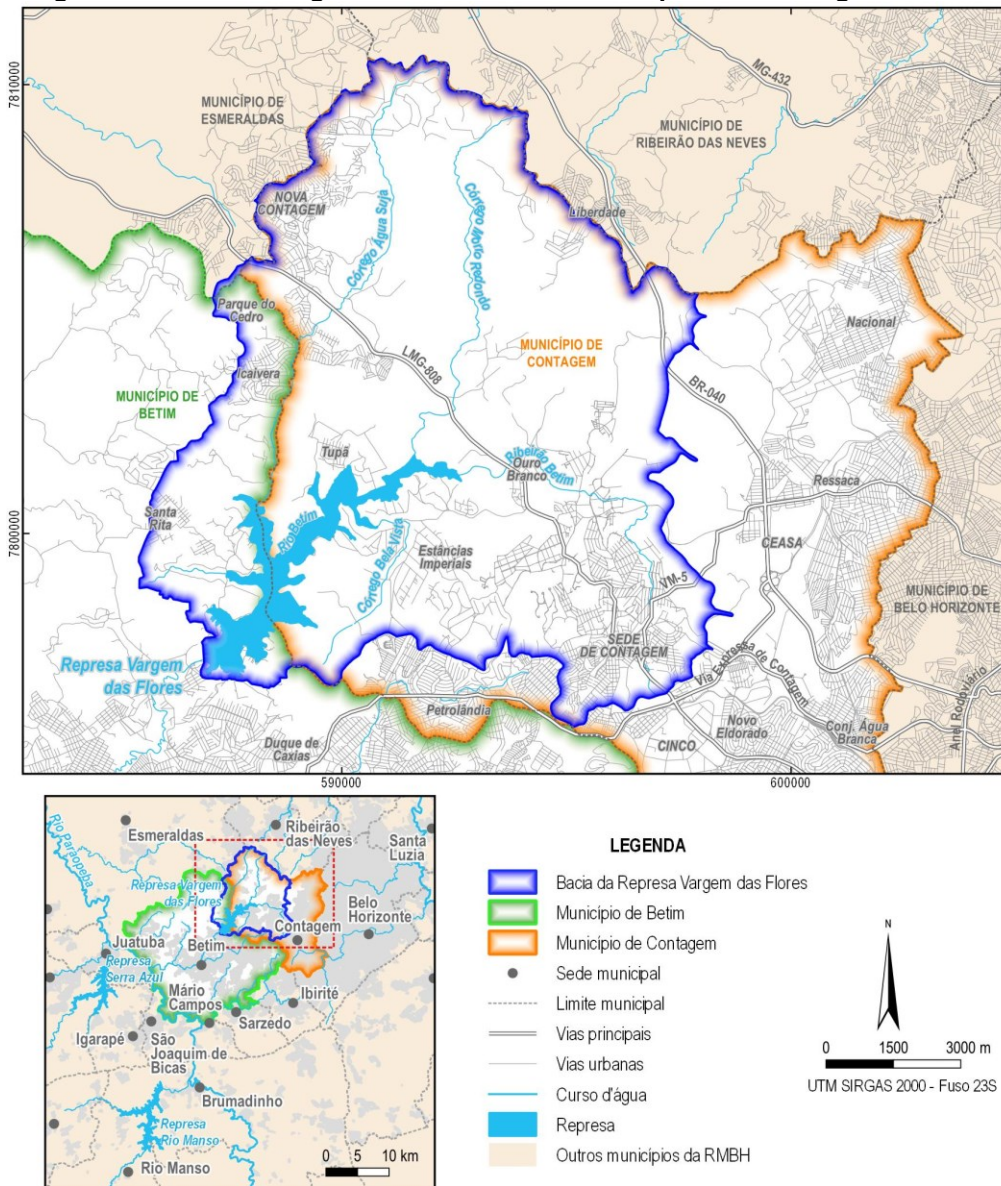 7810000
7800000
590000
600000
MG-432
MUNICÍPIO DE
ESMERALDAS
MUNICÍPIO DE
RIBEIRÃO DAS NEVES
NOVA
CONTAGEM
Córrego Água Suja
Córrego Morro Redondo
Liberdade
Parque do
Cedro
Nacional
Icaivera
LMG-808
MUNICÍPIO DE
CONTAGEM
BR-040
MUNICÍPIO DE
BETIM
Tupã
Ribeirão Betim
Ouro
Branco
Ressaca
Santa
Rita
Rio Betim
Córrego Bela Vista
Estâncias
Imperiais
CEASA
VM-5
MUNICÍPIO DE
BELO HORIZONTE
SEDE
DE CONTAGEM
Represa Vargem
das Flores
Via Expressa de Contagem
Petrolândia
Novo
Eldorado
Conj. Água
Branca
Anel Rodoviário
Duque de
Caxias
CINCO
Rio Paraopeba
Esmeraldas
Ribeirão
das Neves
Santa
Luzia
Represa Vargem
das Flores
Belo
Horizonte
Contagem
Juatuba
Betim
Represa
Serra Azul
Mário
Campos
Ibirité
Igarapé
São
Joaquim de
Bicas
Sarzedo
Brumadinho
Represa
Rio Manso
Rio Manso
0 5 10 km
LEGENDA
Bacia da Represa Vargem das Flores
Município de Betim
Município de Contagem
Sede municipal
Limite municipal
Vias principais
Vias urbanas
Curso d'água
Represa
Outros municípios da RMBH
N
0 1500 3000 m
UTM SIRGAS 2000 - Fuso 23S